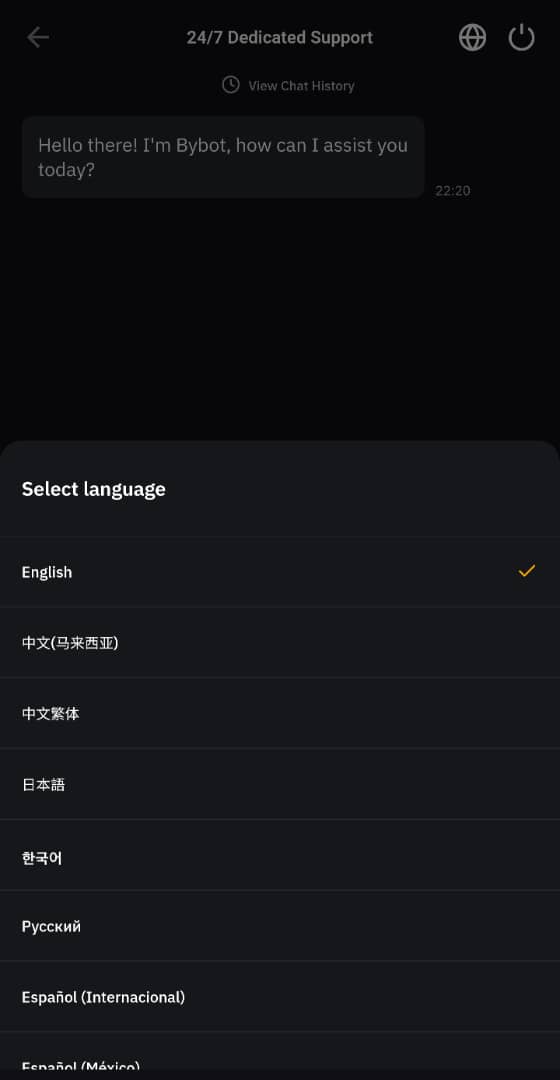 24/7 Dedicated Support
View Chat History
Hello there! I'm Bybot, how can I assist you
today?
22:20
Select language
English
中文(马来西亚)
中文繁体
日本語
한국어
Русский
Español (Internacional)
Español (México)